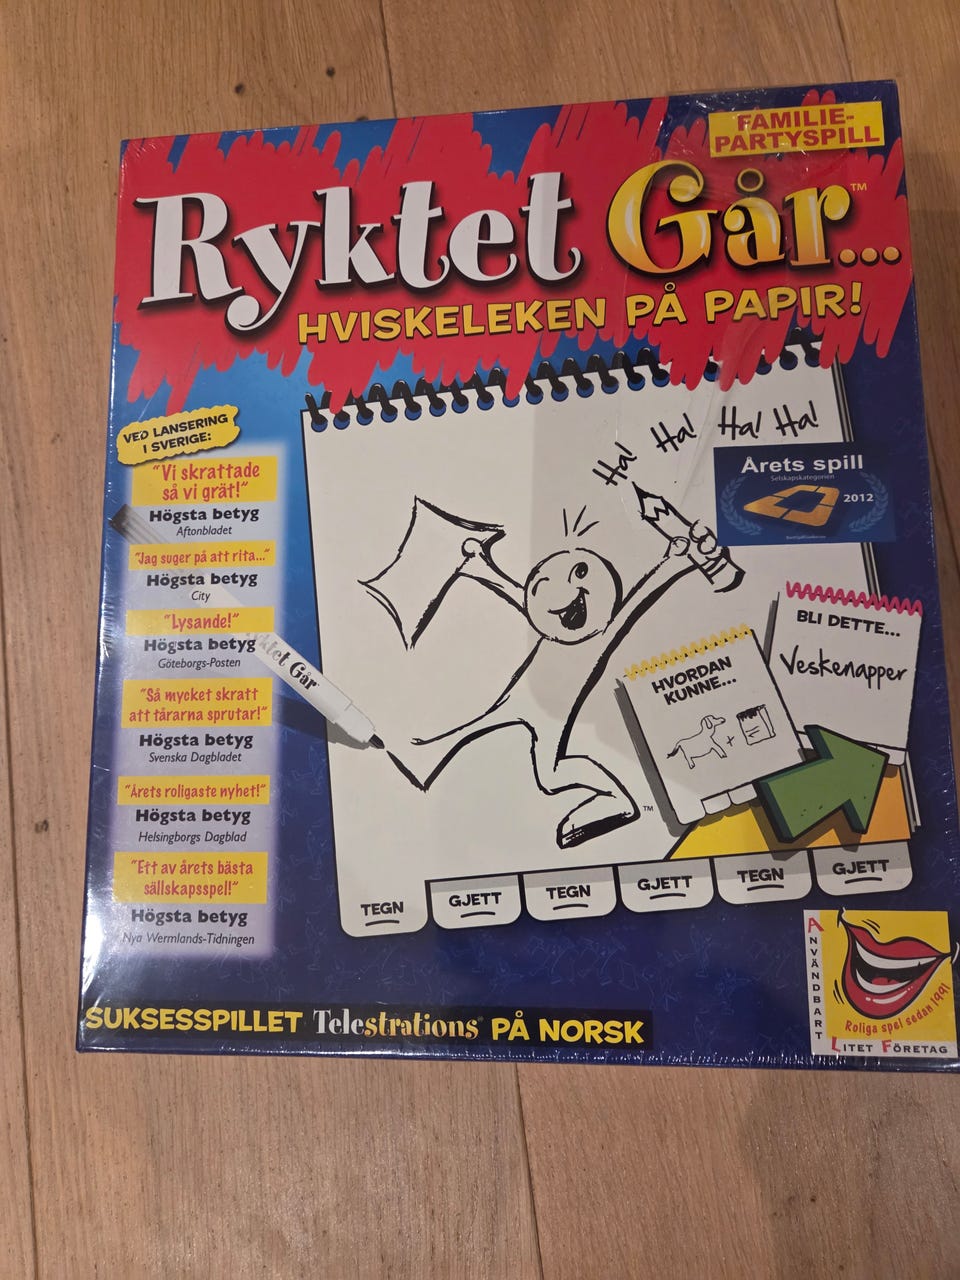 FAMILIE-
PARTYSPILL
Ryktet Går...™
HVISKELEKEN PÅ PAPIR!
VED LANSERING
I SVERIGE:
"Vi skrattade
så vi grät!"
Högsta betyg
Aftonbladet
"Jag suger på att rita..."
Högsta betyg
City
"Lysande!"
Högsta betyg
Göteborgs-Posten
"Så mycket skratt
att tårarna sprutar!"
Högsta betyg
Svenska Dagbladet
"Årets roligaste nyhet!"
Högsta betyg
Helsingborgs Dagblad
"Ett av årets bästa
sällskapsspel!"
Högsta betyg
Nya Wermlands-Tidningen
Ryktet Går
Ha! Ha! Ha! Ha!
Årets spill
Selskapskategorien
2012
HVORDAN
KUNNE...
+
BLI DETTE...
Veskenapper
™
TEGN
GJETT
TEGN
GJETT
TEGN
GJETT
ANVÄNDBART
LITET FÖRETAG
Roliga spel sedan 1991
SUKSESSPILLET Telestrations® PÅ NORSK